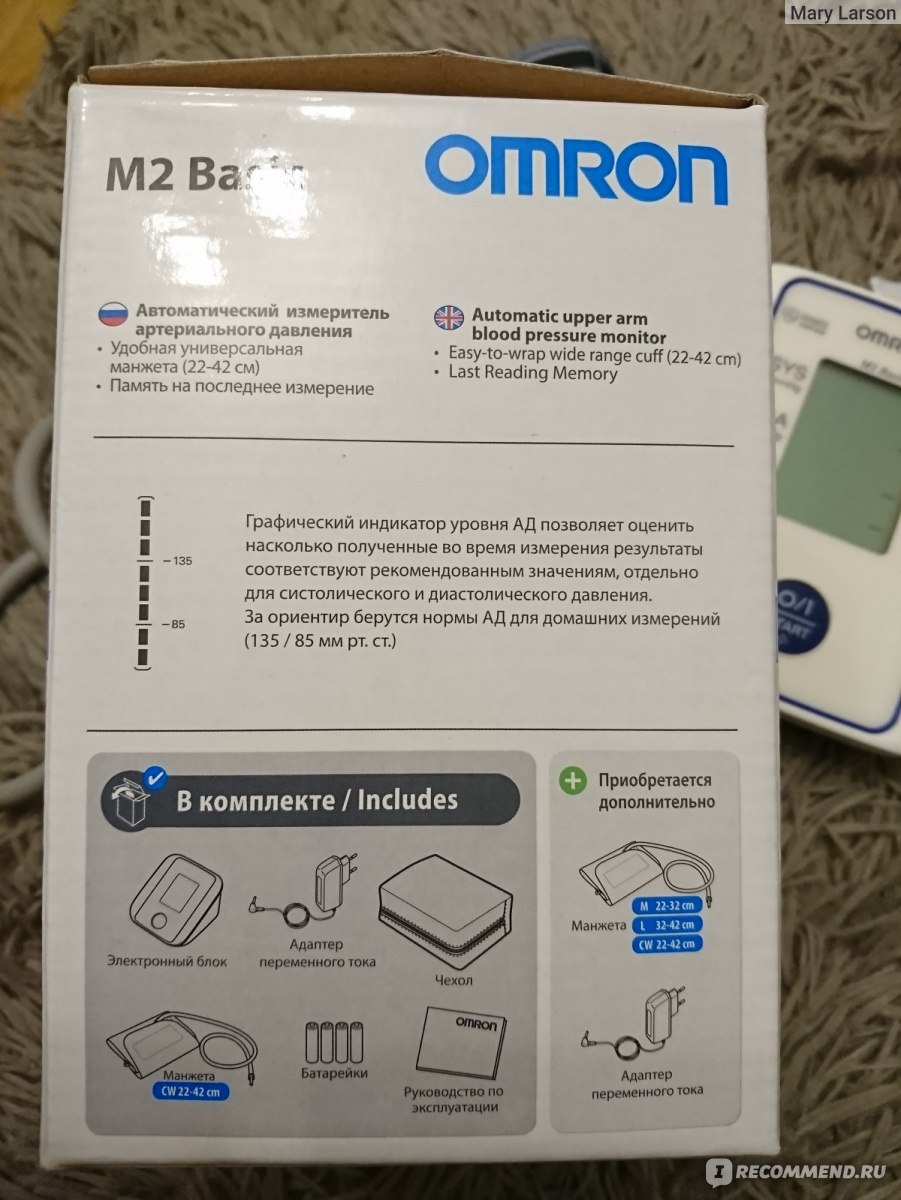 Mary Larson
M2 Basic
OMRON
Автоматический измеритель
артериального давления
• Удобная универсальная
манжета (22-42 см)
• Память на последнее измерение
Automatic upper arm
blood pressure monitor
• Easy-to-wrap wide range cuff (22-42 cm)
• Last Reading Memory
135
85
Графический индикатор уровня АД позволяет оценить
насколько полученные во время измерения результаты
соответствуют рекомендованным значениям, отдельно
для систолического и диастолического давления.
За ориентир берутся нормы АД для домашних измерений
(135 / 85 мм рт. ст.)
В комплекте / Includes
Электронный блок
Адаптер
переменного тока
Чехол
Манжета
CW 22-42 cm
Батарейки
OMRON
Руководство по
эксплуатации
Приобретается
дополнительно
Манжета
M 22-32 cm
L 32-42 cm
CW 22-42 cm
Адаптер
переменного тока
SYS
O/I
START
IRECOMMEND.RU